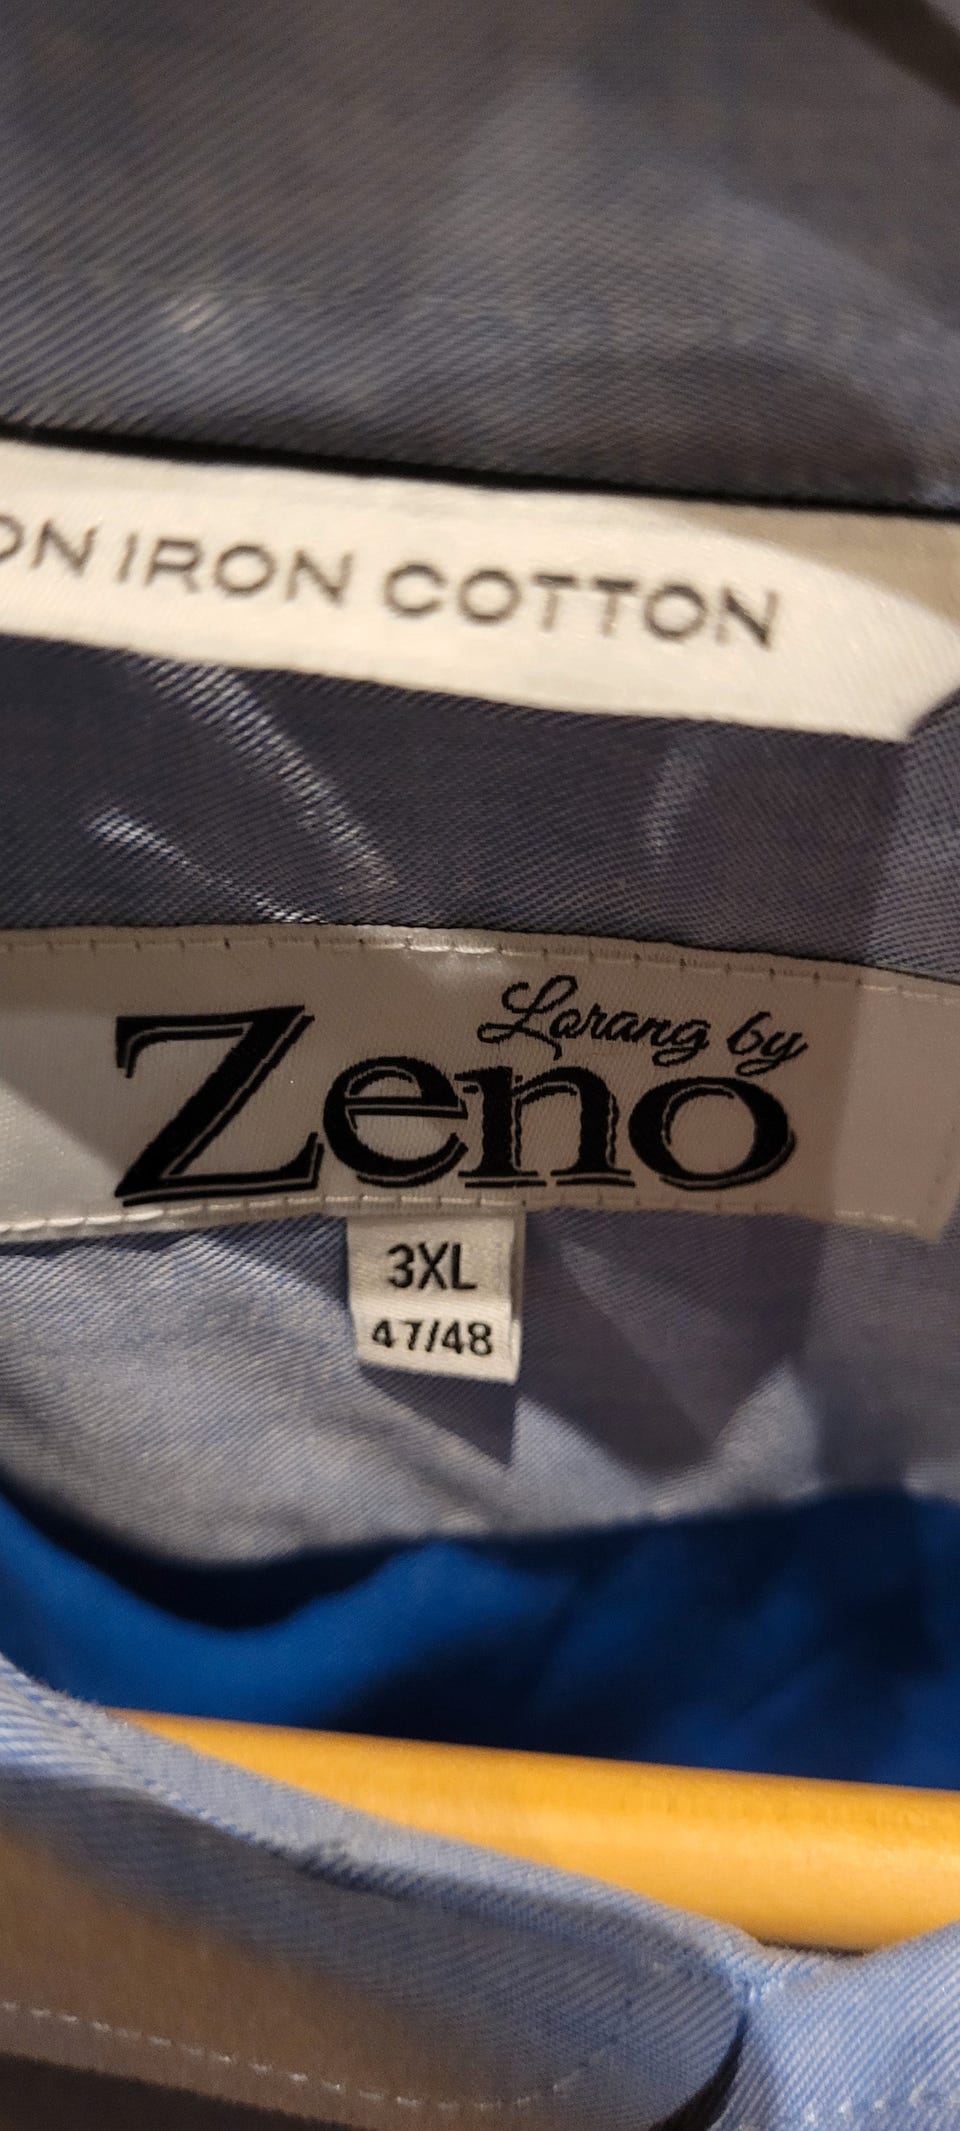 ON IRON COTTON
Lorang by
Zeno
3XL
47/48